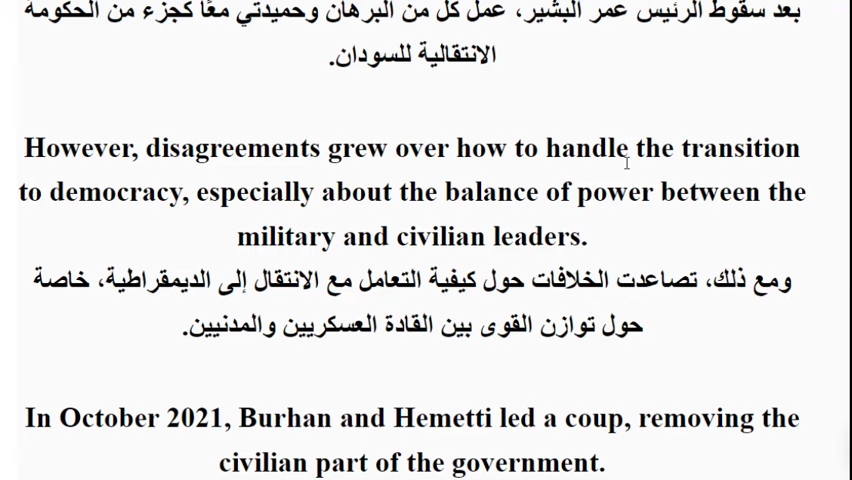 بعد سقوط الرئيس عمر البشير، عمل كل من البرهان وحميدتي معًا كجزء من الحكومة
الانتقالية للسودان.
However, disagreements grew over how to handle the transition
to democracy, especially about the balance of power between the
military and civilian leaders.
ومع ذلك، تصاعدت الخلافات حول كيفية التعامل مع الانتقال إلى الديمقراطية، خاصة
حول توازن القوى بين القادة العسكريين والمدنيين.
In October 2021, Burhan and Hemetti led a coup, removing the
civilian part of the government.